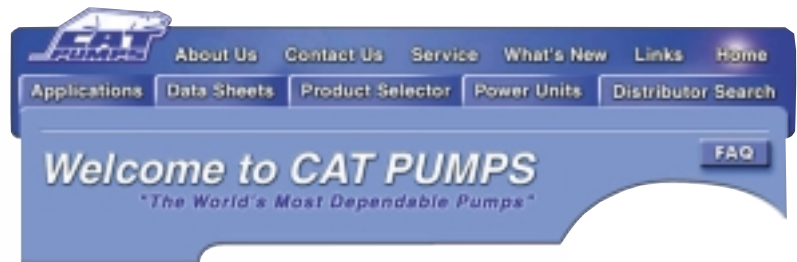 CAT
PUMPS
About Us Contact Us Service What's New Links Home
Applications Data Sheets Product Selector Power Units Distributor Search
FAQ
Welcome to CAT PUMPS
"The World's Most Dependable Pumps"